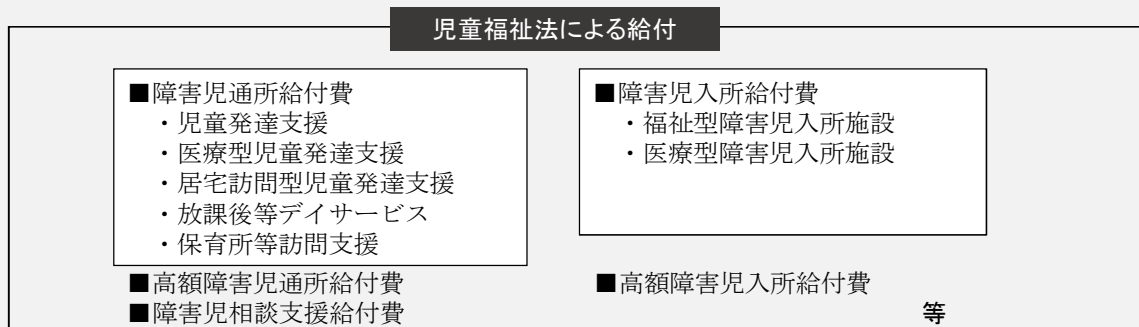 児童福祉法による給付
■障害児通所給付費
・児童発達支援
・医療型児童発達支援
・居宅訪問型児童発達支援
・放課後等デイサービス
・保育所等訪問支援
■高額障害児通所給付費
■障害児相談支援給付費
■障害児入所給付費
・福祉型障害児入所施設
・医療型障害児入所施設
■高額障害児入所給付費
等